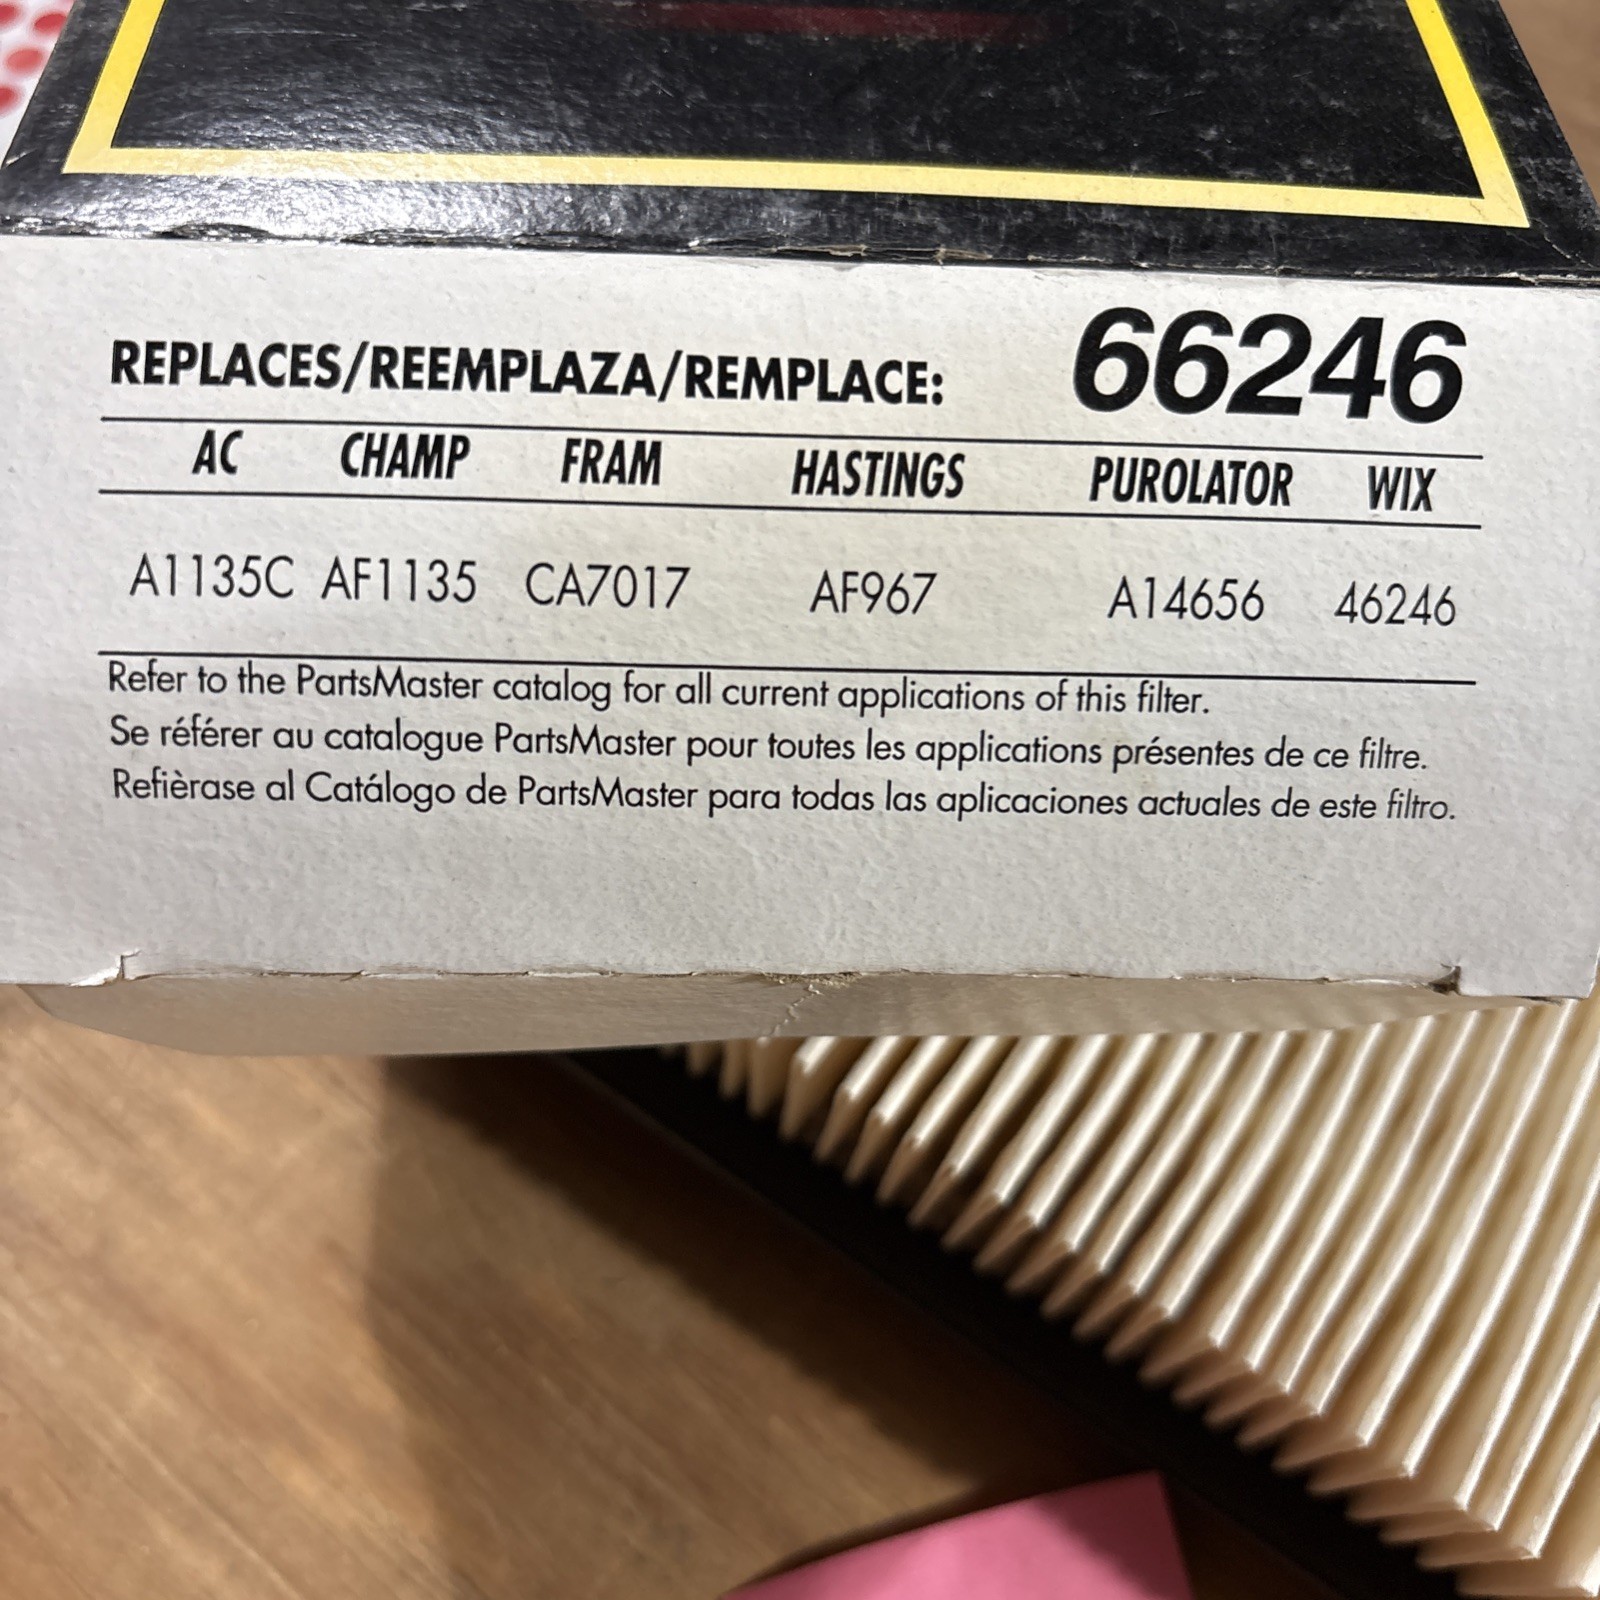 REPLACES/REEMPLAZA/REMPLACE: 66246
AC CHAMP FRAM HASTINGS PUROLATOR WIX
A1135C AF1135 CA7017 AF967 A14656 46246
Refer to the PartsMaster catalog for all current applications of this filter.
Se référer au catalogue PartsMaster pour toutes les applications présentes de ce filtre.
Refièrase al Catálogo de PartsMaster para todas las aplicaciones actuales de este filtro.